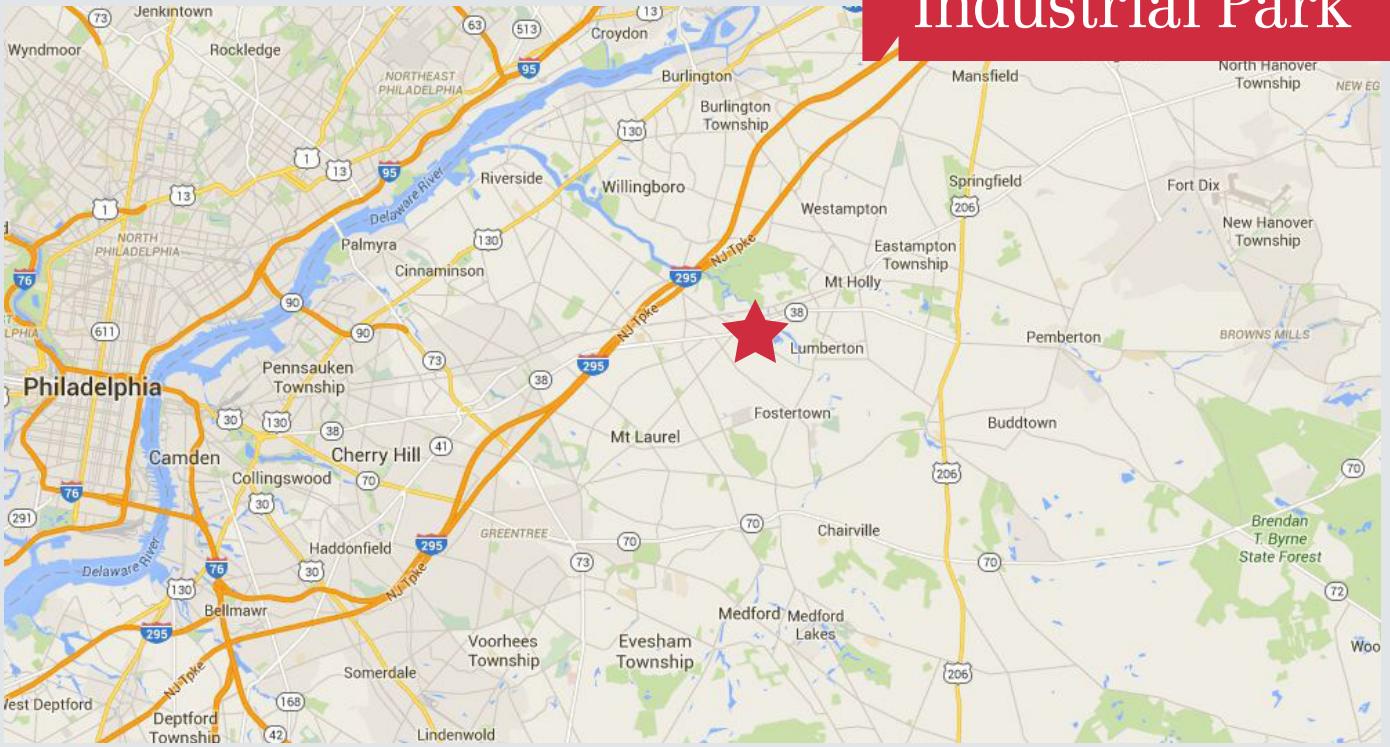 Industrial Park
73
Jenkintown
63
513
13
Croydon
Wyndmoor
Rockledge
95
NORTHEAST
PHILADELPHIA
Burlington
Mansfield
North Hanover
Township
NEW EG
Burlington
Township
130
1
13
95
Riverside
Willingboro
Springfield
Fort Dix
13
1
Delaware River
206
Westampton
New Hanover
Township
NORTH
PHILADELPHIA
Palmyra
130
NJ Tpke
Eastampton
Township
76
Cinnaminson
295
Mt Holly
90
38
611
90
NJ Tpke
Pemberton
BROWNS MILLS
LPHIA
73
Lumberton
Pennsauken
Township
295
38
Philadelphia
30
130
38
Fostertown
Buddtown
Mt Laurel
41
Camden
Cherry Hill
Collingswood
70
206
70
76
30
291
70
Chairville
Brendan
T. Byrne
State Forest
GREENTREE
70
295
Haddonfield
73
70
Delaware River
76
30
NJ Tpke
130
72
Bellmawr
Medford
Medford
Lakes
295
Voorhees
Township
Evesham
Township
Woo
NJ Tpke
Somerdale
206
West Deptford
168
Deptford
Township
42
Lindenwold